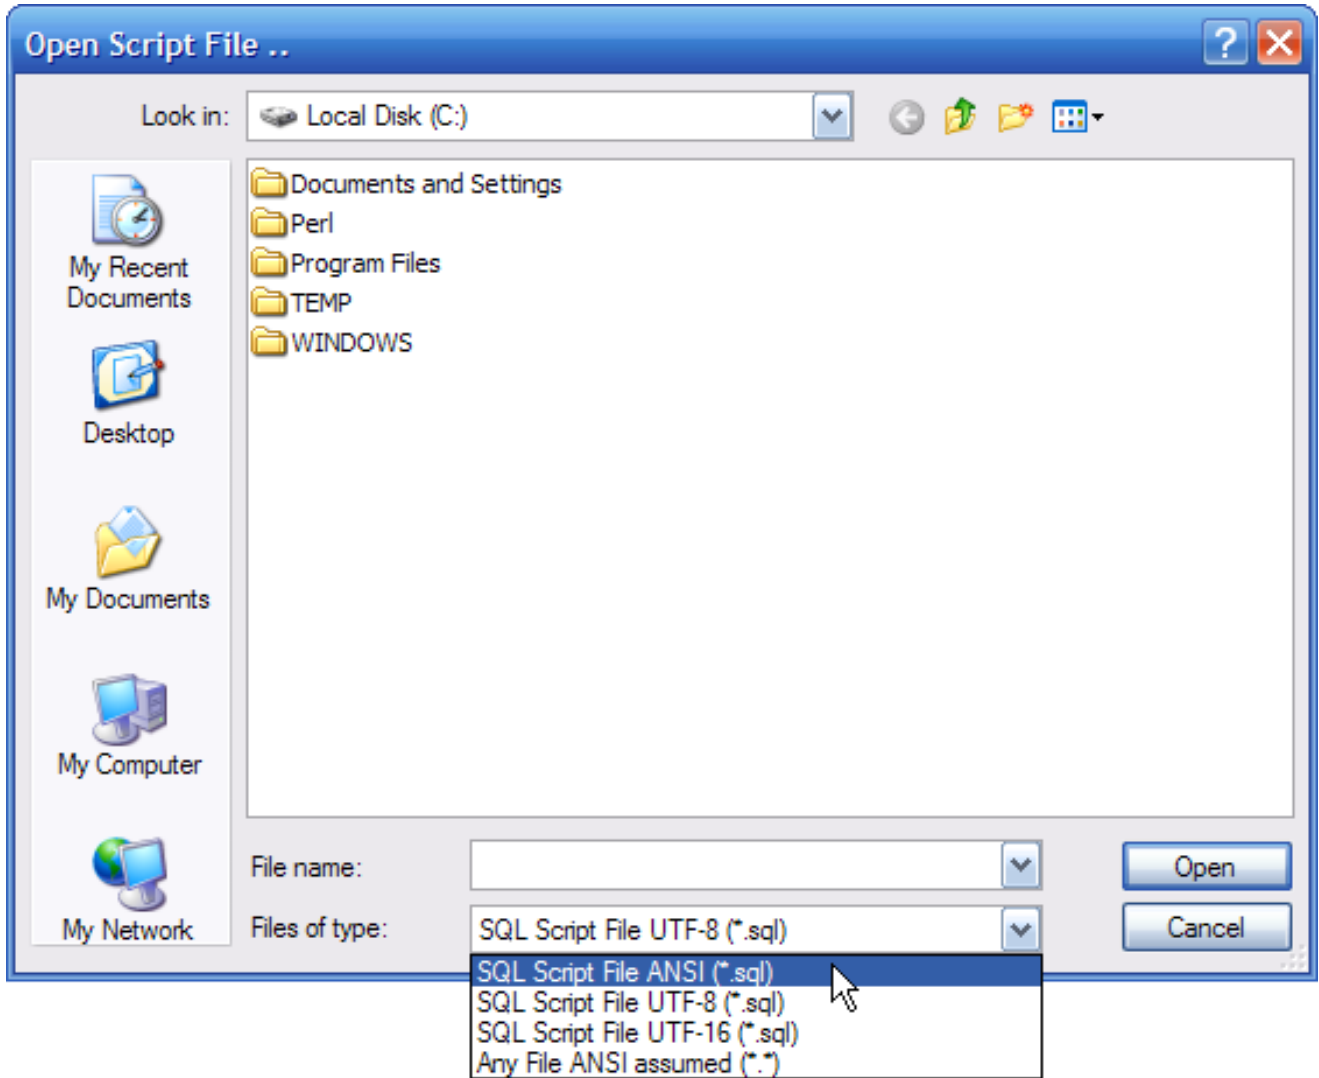 Open Script File ..
?
Look in: Local Disk (C:)
My Recent
Documents
Desktop
My Documents
My Computer
My Network
Documents and Settings
Perl
Program Files
TEMP
WINDOWS
File name:
Open
Files of type: SQL Script File UTF-8 (*.sql)
Cancel
SQL Script File ANSI (*.sql)
SQL Script File UTF-8 (*.sql)
SQL Script File UTF-16 (*.sql)
Any File ANSI assumed (*.*)